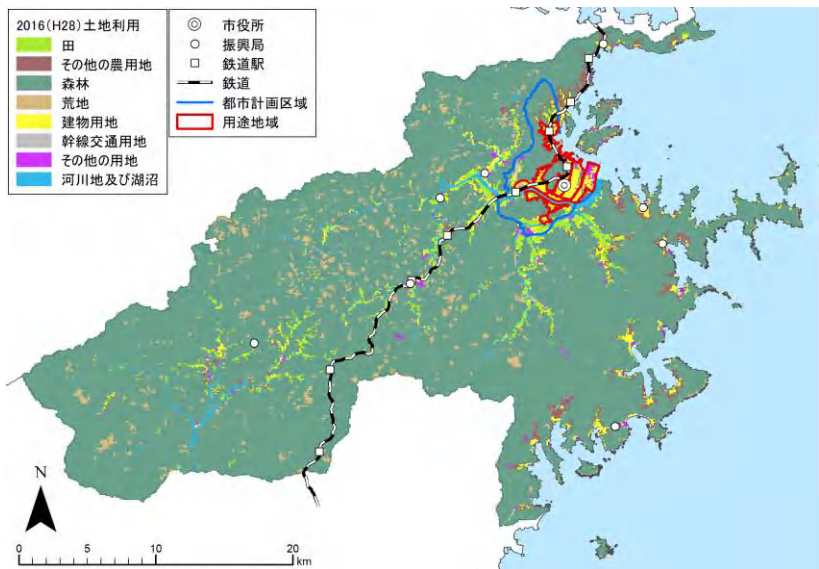 2016(H28)土地利用
田
その他の農用地
森林
荒地
建物用地
幹線交通用地
その他の用地
河川地及び湖沼
市役所
振興局
鉄道駅
鉄道
都市計画区域
用途地域
N
0 5 10 20
km